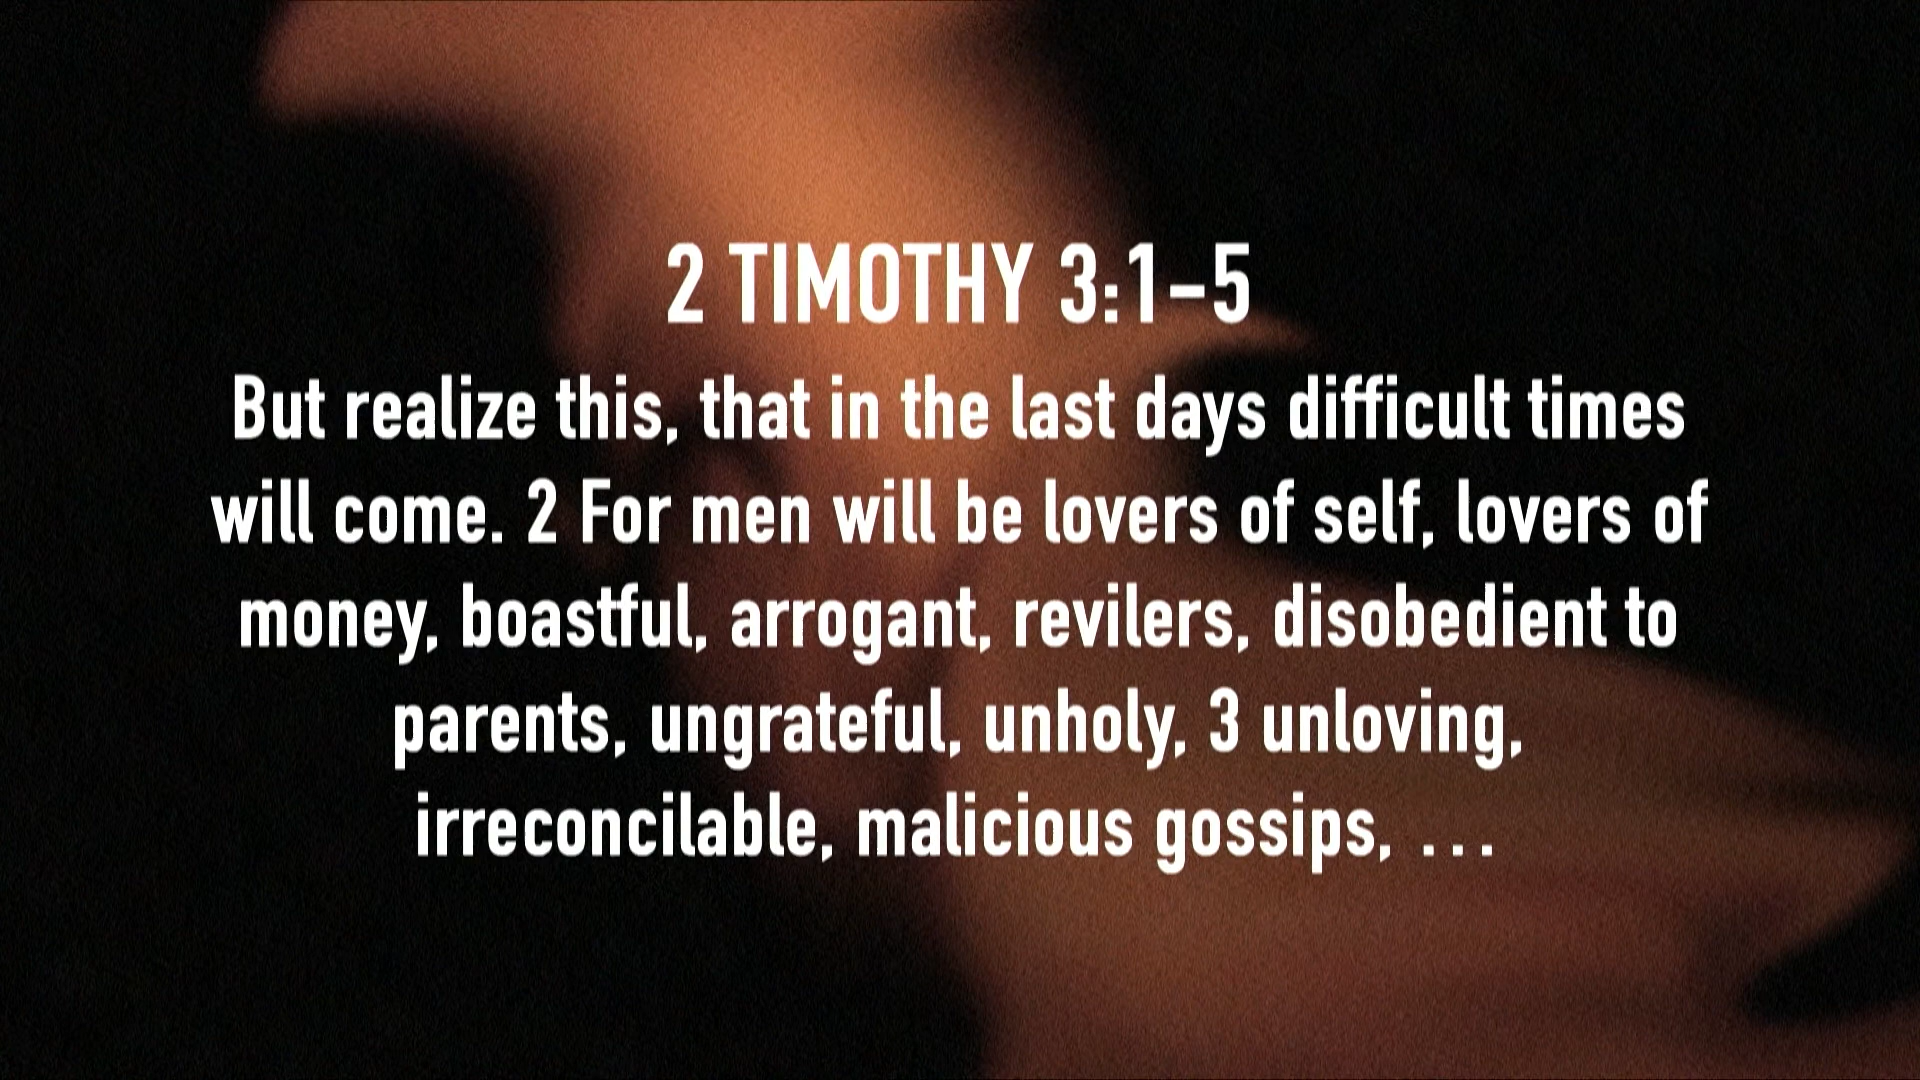 2 TIMOTHY 3:1–5
But realize this, that in the last days difficult times
will come. 2 For men will be lovers of self, lovers of
money, boastful, arrogant, revilers, disobedient to
parents, ungrateful, unholy, 3 unloving,
irreconcilable, malicious gossips, …